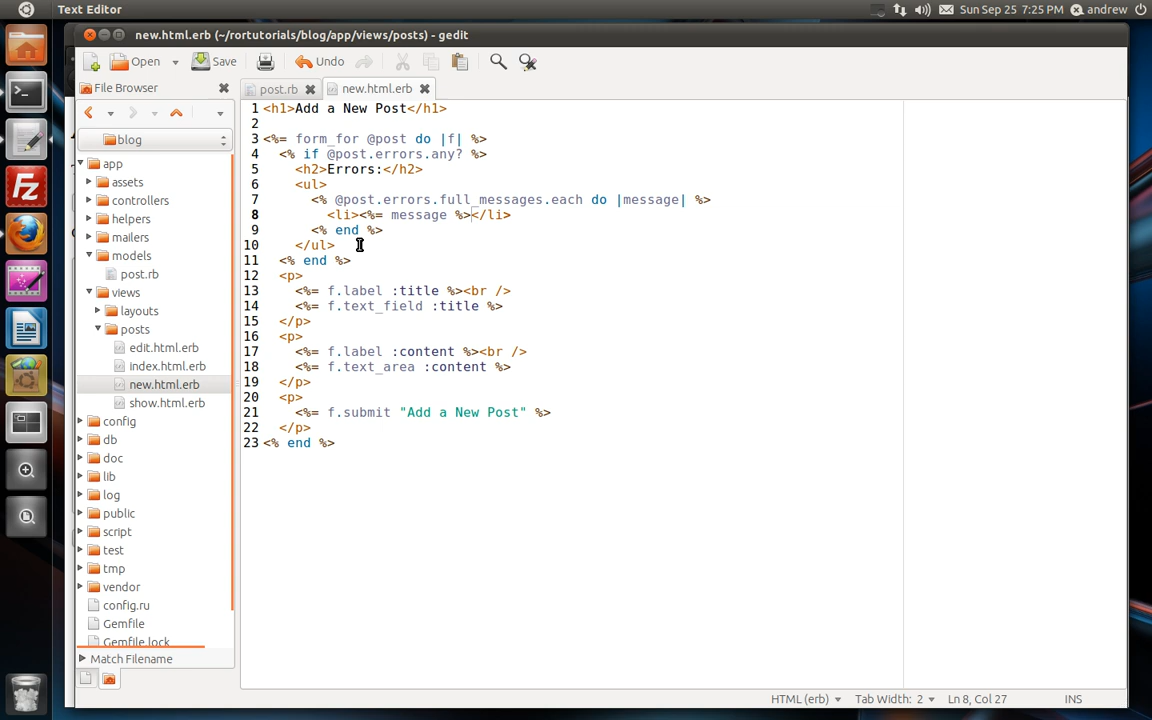 Text Editor
Sun Sep 25 7:25 PM
andrew
new.html.erb (~/rortutorials/blog/app/views/posts) - gedit
Open
Save
Undo
File Browser
post.rb
new.html.erb
blog
app
assets
controllers
helpers
mailers
models
post.rb
views
layouts
posts
edit.html.erb
index.html.erb
new.html.erb
show.html.erb
config
db
doc
lib
log
public
script
test
tmp
vendor
config.ru
Gemfile
Gemfile.lock
Match Filename
1 <h1>Add a New Post</h1>
2
3 <%= form_for @post do |f| %>
4   <% if @post.errors.any? %>
5     <h2>Errors:</h2>
6     <ul>
7       <% @post.errors.full_messages.each do |message| %>
8         <li><%= message %></li>
9       <% end %>
10     </ul>
11   <% end %>
12   <p>
13     <%= f.label :title %><br />
14     <%= f.text_field :title %>
15   </p>
16   <p>
17     <%= f.label :content %><br />
18     <%= f.text_area :content %>
19   </p>
20   <p>
21     <%= f.submit "Add a New Post" %>
22   </p>
23 <% end %>
HTML (erb)
Tab Width: 2
Ln 8, Col 27
INS